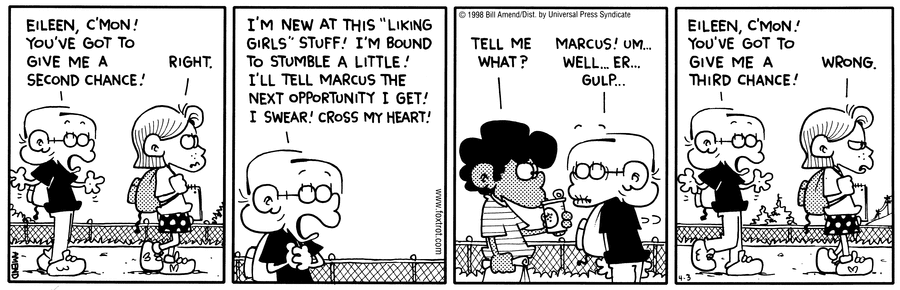 EILEEN, C'MON!
YOU'VE GOT TO
GIVE ME A
SECOND CHANCE!
RIGHT.
AMEND
I'M NEW AT THIS "LIKING
GIRLS" STUFF! I'M BOUND
TO STUMBLE A LITTLE!
I'LL TELL MARCUS THE
NEXT OPPORTUNITY I GET!
I SWEAR! CROSS MY HEART!
www.foxtrot.com
© 1998 Bill Amend/Dist. by Universal Press Syndicate
TELL ME
WHAT?
MARCUS! UM...
WELL... ER...
GULP...
EILEEN, C'MON!
YOU'VE GOT TO
GIVE ME A
THIRD CHANCE!
WRONG.
4-3